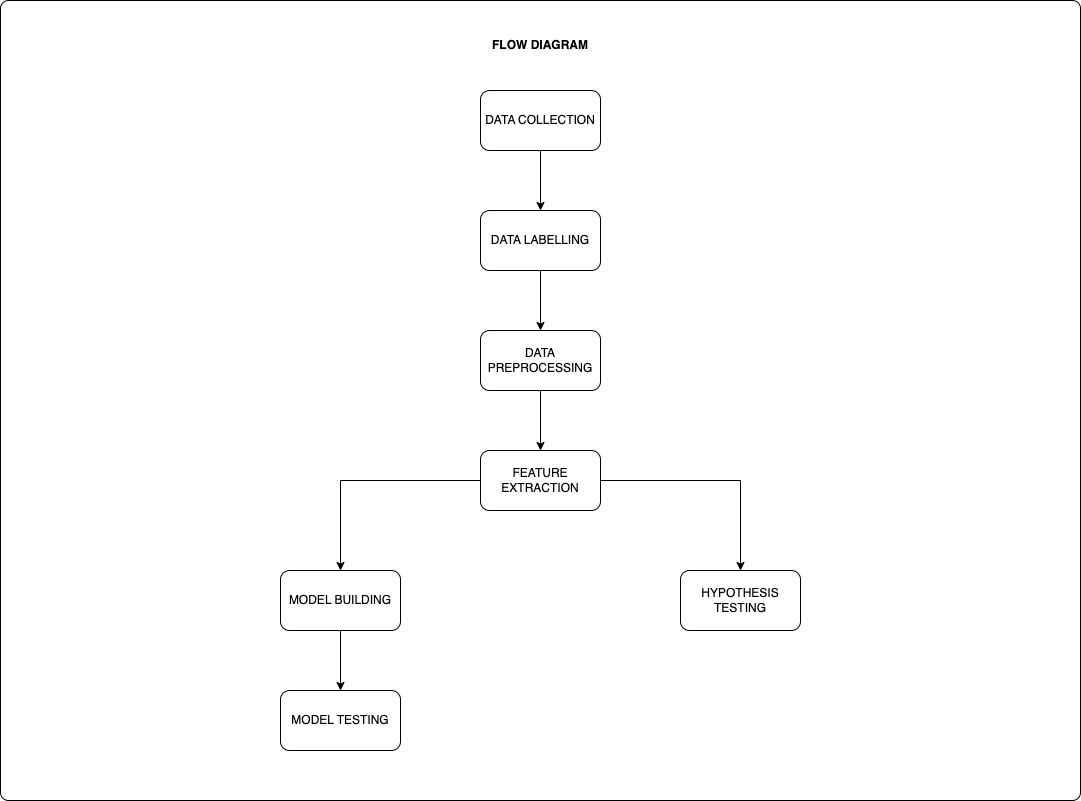 FLOW DIAGRAM
DATA COLLECTION
DATA LABELLING
DATA
PREPROCESSING
FEATURE
EXTRACTION
MODEL BUILDING
HYPOTHESIS
TESTING
MODEL TESTING